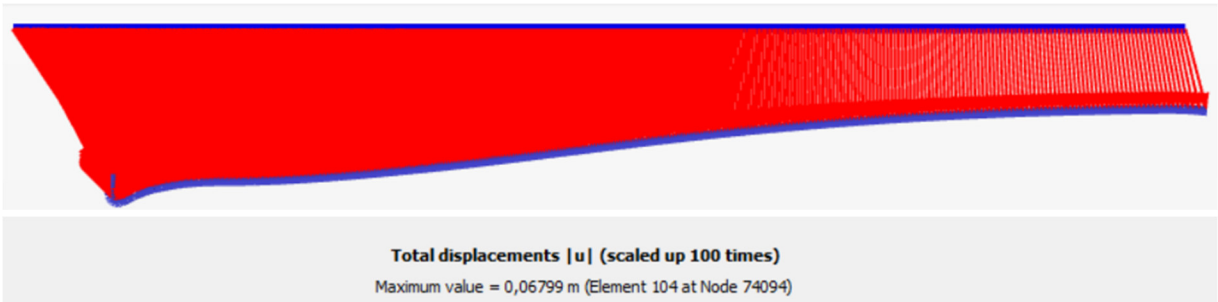 Total displacements |u| (scaled up 100 times)
Maximum value = 0,06799 m (Element 104 at Node 74094)